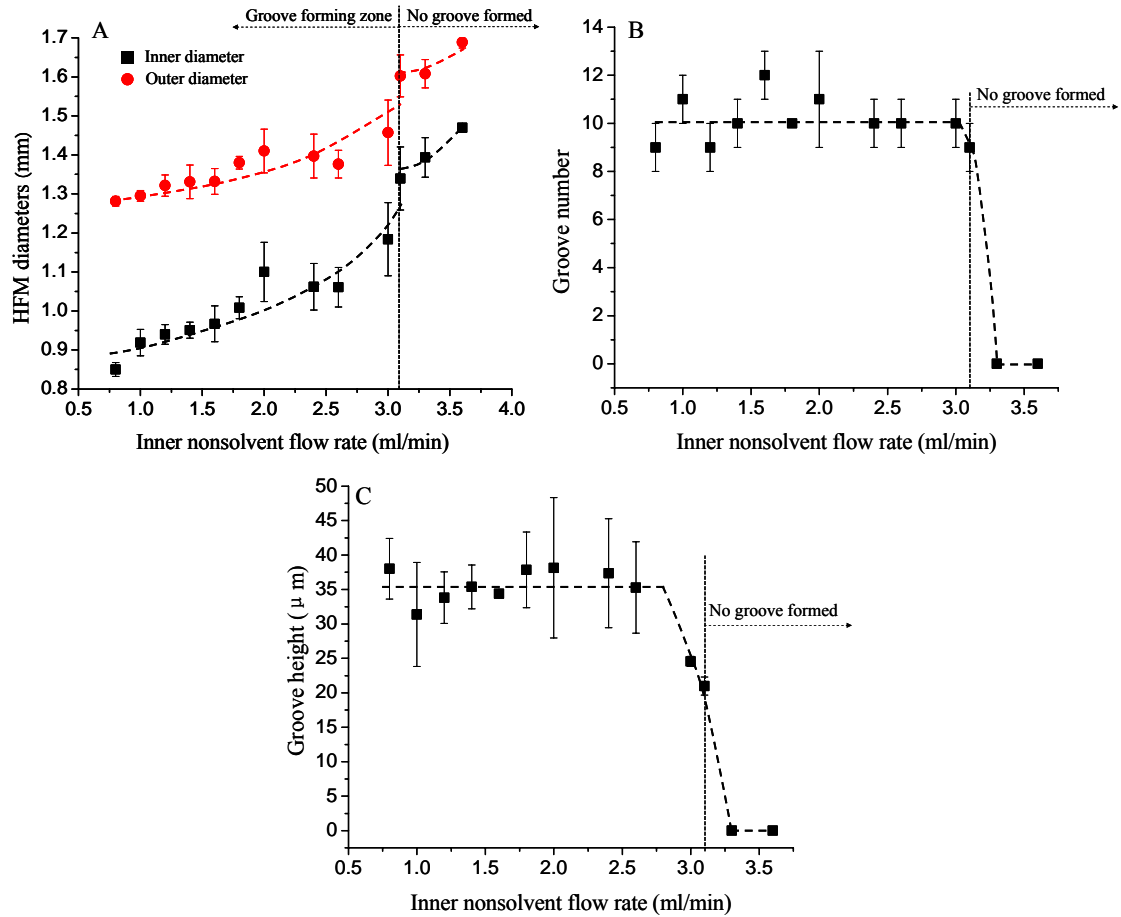 Groove forming zone
No groove formed
A
Inner diameter
Outer diameter
1.7
1.6
1.5
1.4
1.3
1.2
1.1
1.0
0.9
0.8
HFM diameters (mm)
0.5 1.0 1.5 2.0 2.5 3.0 3.5 4.0
Inner nonsolvent flow rate (ml/min)
B
No groove formed
14
12
10
8
6
4
2
0
Groove number
0.5 1.0 1.5 2.0 2.5 3.0 3.5
Inner nonsolvent flow rate (ml/min)
C
No groove formed
50
45
40
35
30
25
20
15
10
5
0
Groove height (μm)
0.5 1.0 1.5 2.0 2.5 3.0 3.5
Inner nonsolvent flow rate (ml/min)